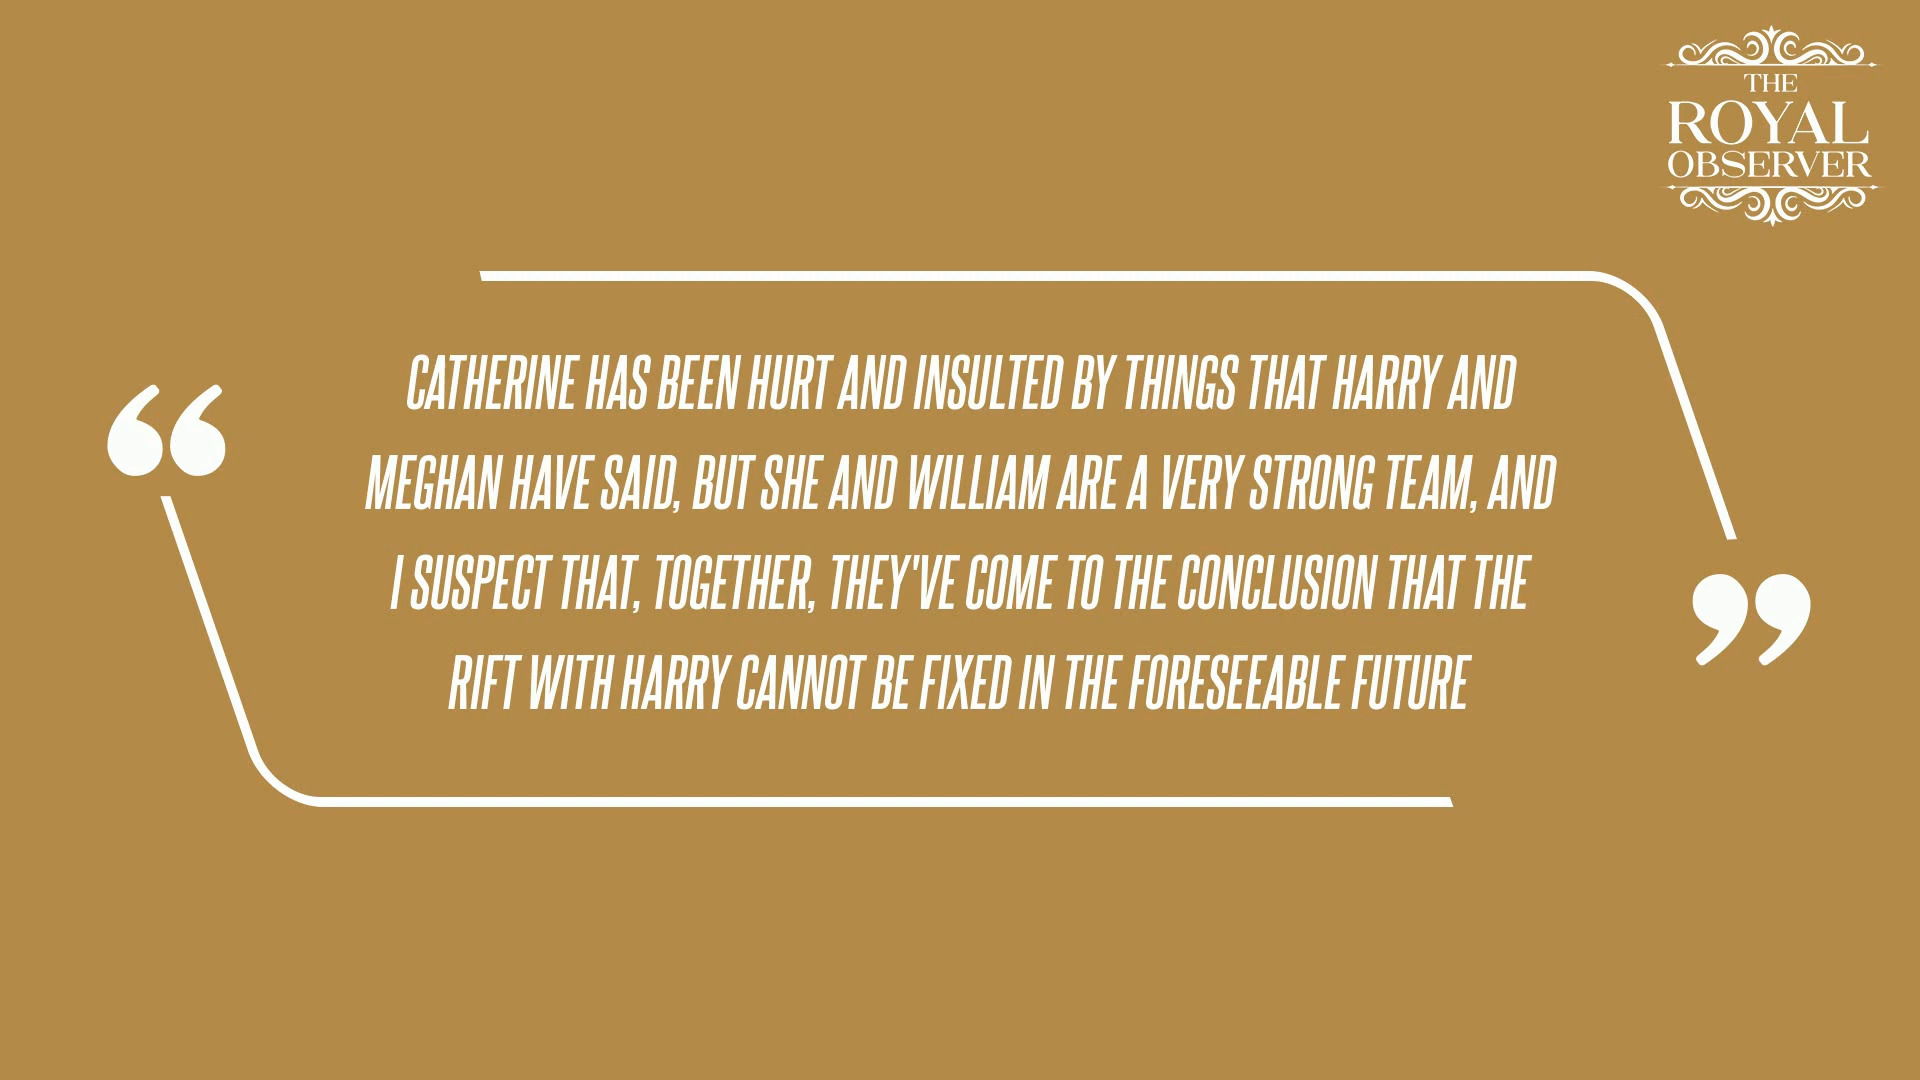 THE
ROYAL
OBSERVER
“
CATHERINE HAS BEEN HURT AND INSULTED BY THINGS THAT HARRY AND
MEGHAN HAVE SAID, BUT SHE AND WILLIAM ARE A VERY STRONG TEAM, AND
I SUSPECT THAT, TOGETHER, THEY'VE COME TO THE CONCLUSION THAT THE
RIFT WITH HARRY CANNOT BE FIXED IN THE FORESEEABLE FUTURE
”